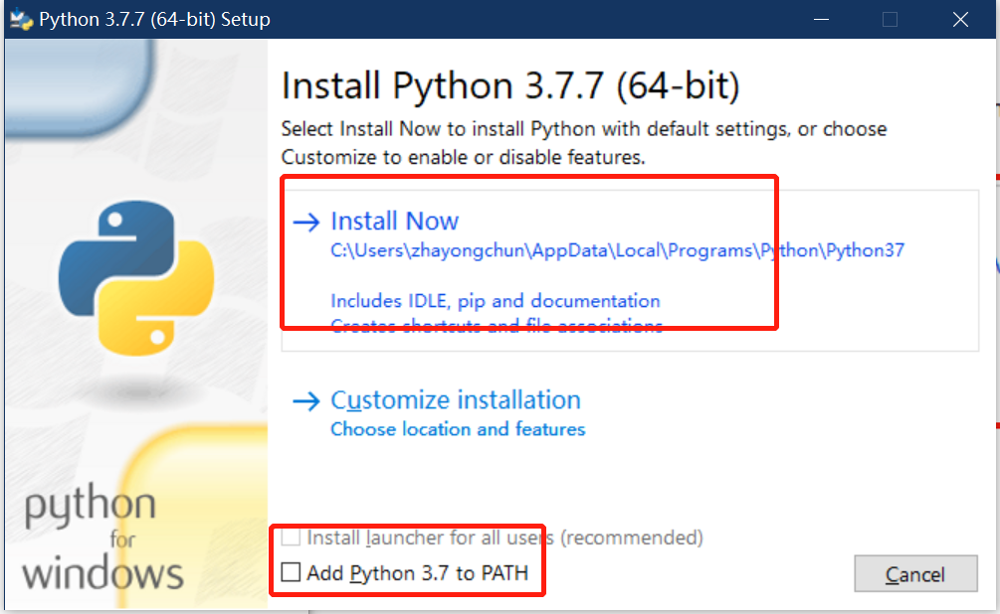 Python 3.7.7 (64-bit) Setup
Install Python 3.7.7 (64-bit)
Select Install Now to install Python with default settings, or choose
Customize to enable or disable features.
Install Now
C:\Users\zhayongchun\AppData\Local\Programs\Python\Python37
Includes IDLE, pip and documentation
Creates shortcuts and file associations
Customize installation
Choose location and features
Install launcher for all users (recommended)
Add Python 3.7 to PATH
Cancel
python
for
windows